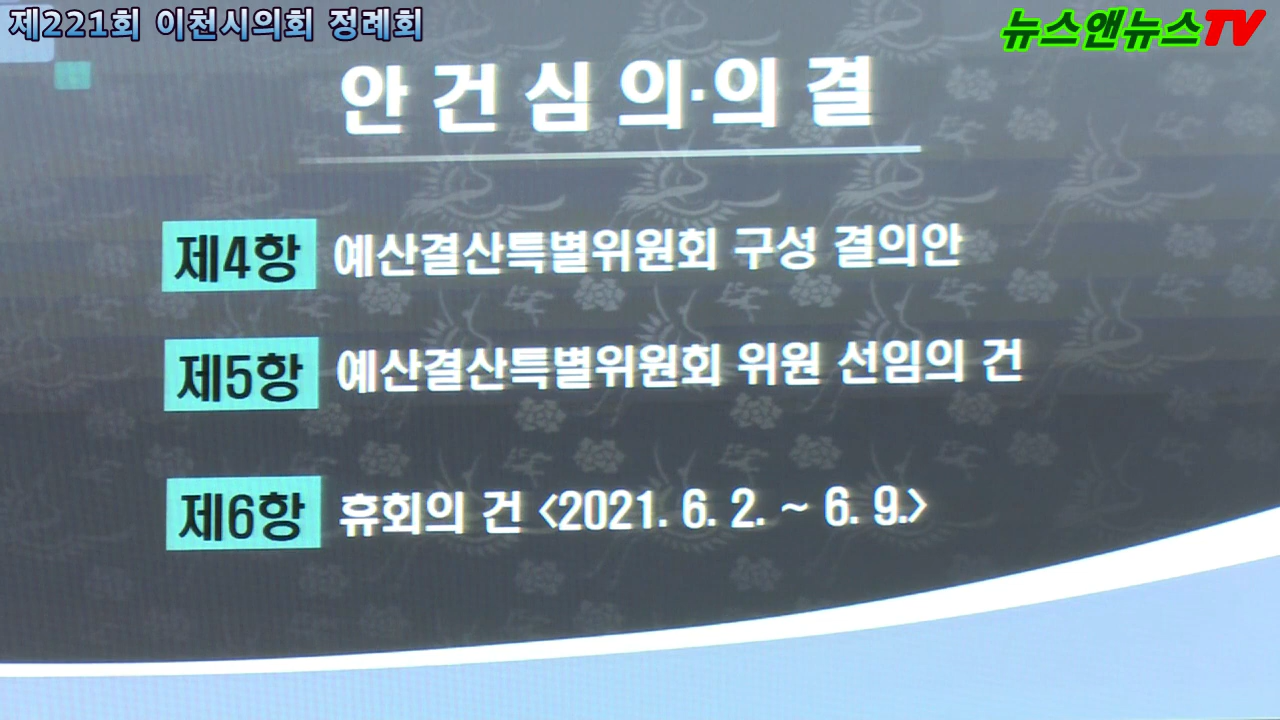 제221회 이천시의회 정례회
뉴스앤뉴스TV
안건심의·의결
제4항 예산결산특별위원회 구성 결의안
제5항 예산결산특별위원회 위원 선임의 건
제6항 휴회의 건 <2021. 6. 2. ~ 6. 9.>